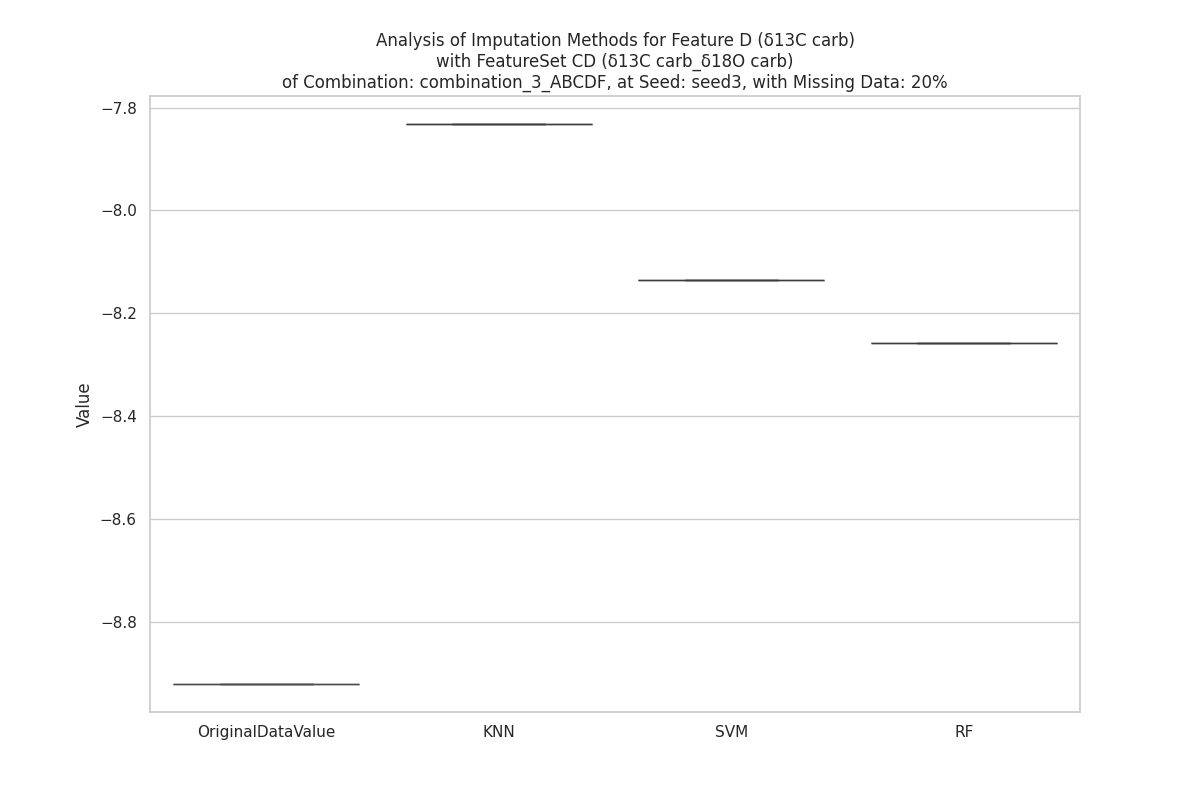 Analysis of Imputation Methods for Feature D (δ13C carb)
with FeatureSet CD (δ13C carb_δ18O carb)
of Combination: combination_3_ABCDF, at Seed: seed3, with Missing Data: 20%
−7.8
−8.0
−8.2
−8.4
−8.6
−8.8
Value
OriginalDataValue KNN SVM RF